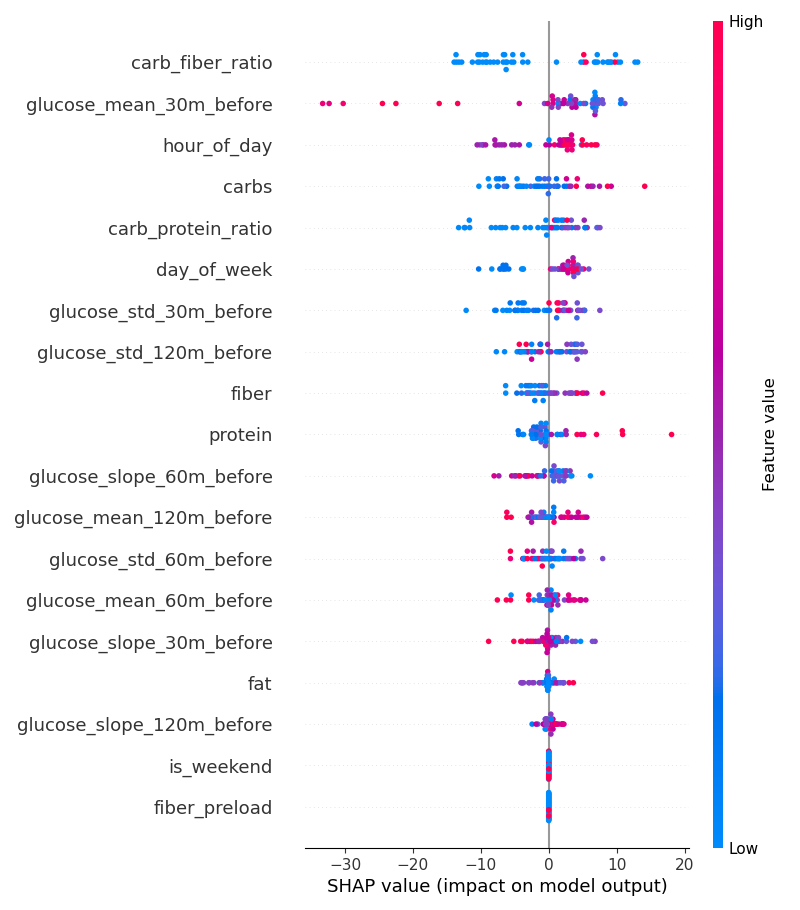 High
carb_fiber_ratio
glucose_mean_30m_before
hour_of_day
carbs
carb_protein_ratio
day_of_week
glucose_std_30m_before
glucose_std_120m_before
fiber
protein
glucose_slope_60m_before
glucose_mean_120m_before
glucose_std_60m_before
glucose_mean_60m_before
glucose_slope_30m_before
fat
glucose_slope_120m_before
is_weekend
fiber_preload
Feature value
Low
−30 −20 −10 0 10 20
SHAP value (impact on model output)